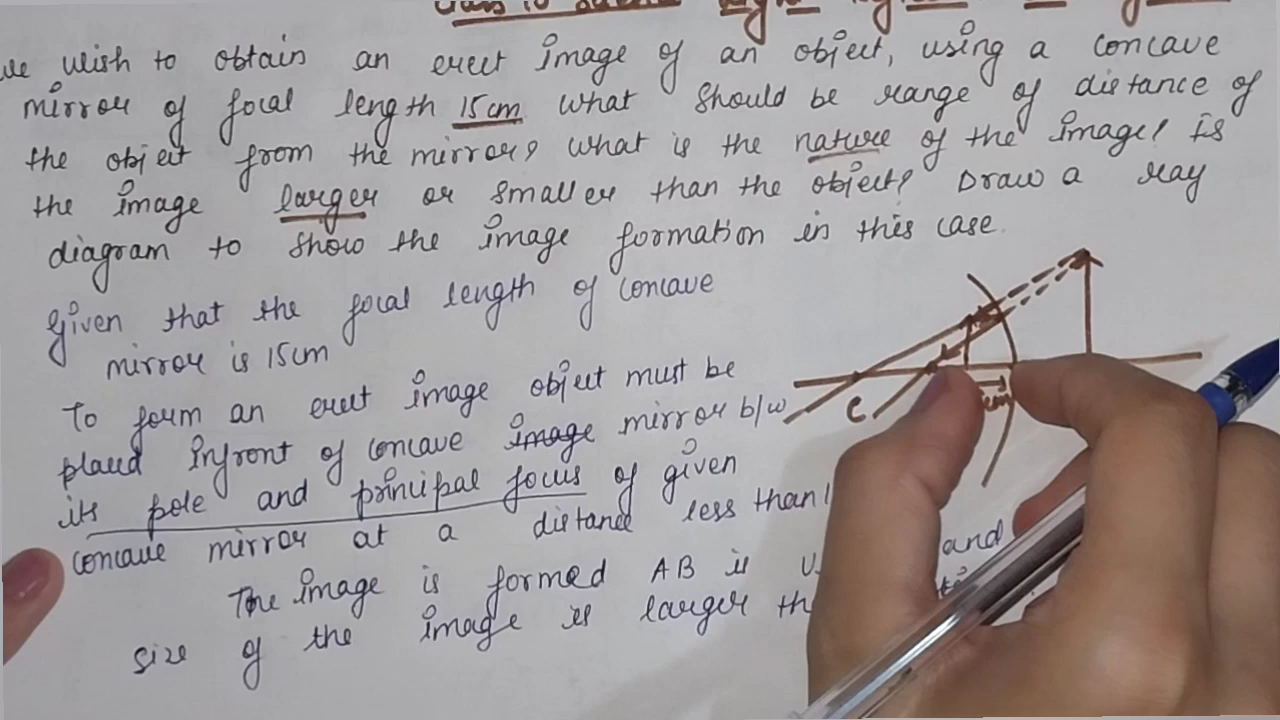 we wish to obtain an erect image of an object, using a concave
mirror of focal length 15cm what should be range of distance of
the object from the mirror? what is the nature of the image? is
the image larger or smaller than the object? Draw a ray
diagram to show the image formation in this case.
Given that the focal length of concave
mirror is 15cm
To form an erect image object must be
placed infront of concave image mirror b/w
its pole and principal focus of given
concave mirror at a distance less than
The image is formed AB is and
size of the image is larger
C